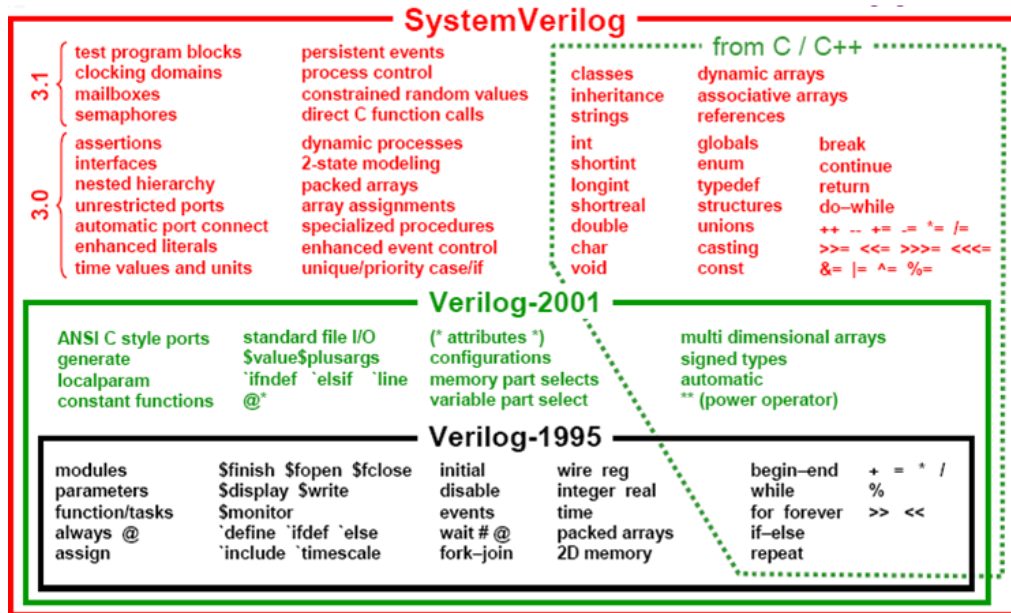 SystemVerilog
3.1
test program blocks persistent events
clocking domains process control
mailboxes constrained random values
semaphores direct C function calls
from C / C++
classes dynamic arrays
inheritance associative arrays
strings references
3.0
assertions dynamic processes
interfaces 2-state modeling
nested hierarchy packed arrays
unrestricted ports array assignments
automatic port connect specialized procedures
enhanced literals enhanced event control
time values and units unique/priority case/if
int globals break
shortint enum continue
longint typedef return
shortreal structures do–while
double unions ++ -- += -= *= /=
char casting >>= <<= >>>= <<<=
void const &= |= ^= %=
Verilog-2001
ANSI C style ports standard file I/O (* attributes *) multi dimensional arrays
generate $value$plusargs configurations signed types
localparam `ifndef `elsif `line memory part selects automatic
constant functions @* variable part select ** (power operator)
Verilog-1995
modules $finish $fopen $fclose initial wire reg begin–end + = * /
parameters $display $write disable integer real while %
function/tasks $monitor events time for forever >> <<
always @ `define `ifdef `else wait # @ packed arrays if–else
assign `include `timescale fork–join 2D memory repeat